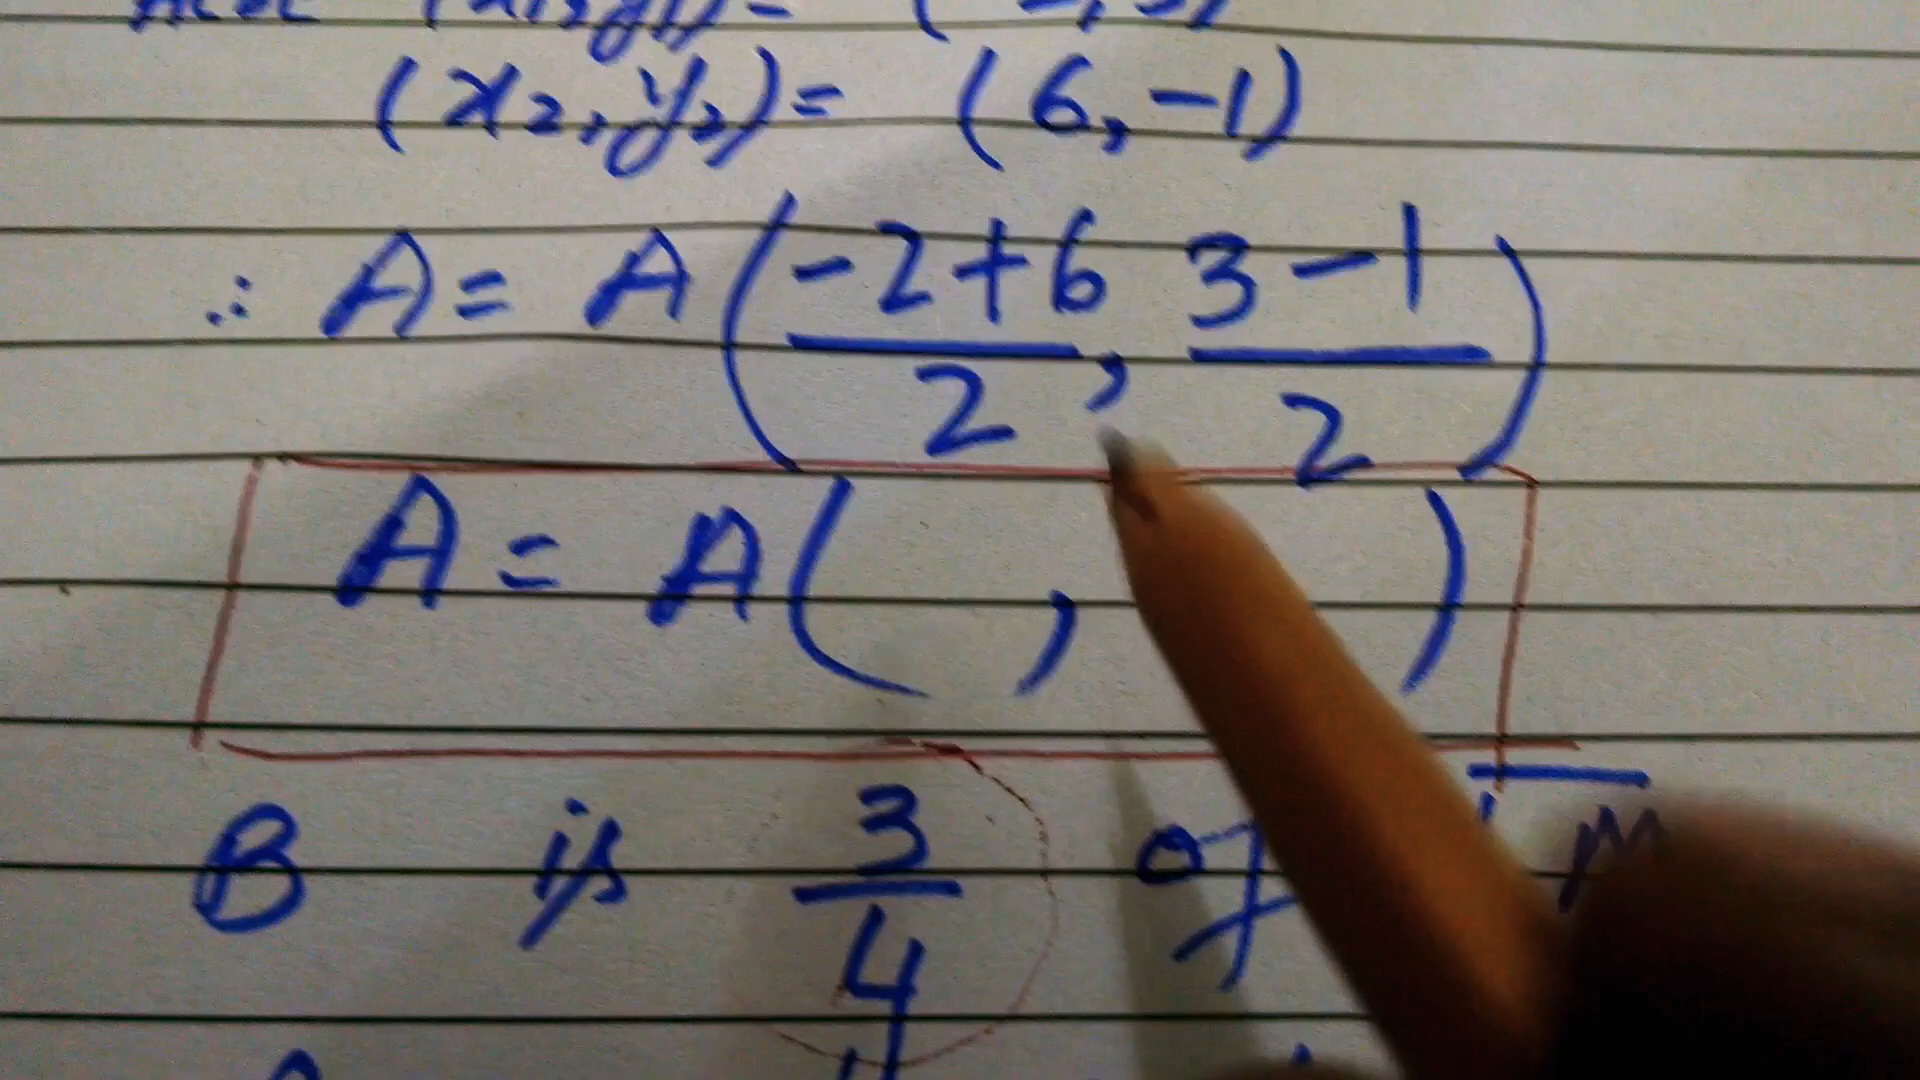 (x₂, y₂) = (6, -1)
∴ A = A(-2+6/2, 3-1/2)
A = A( , )
B is 3/4 of